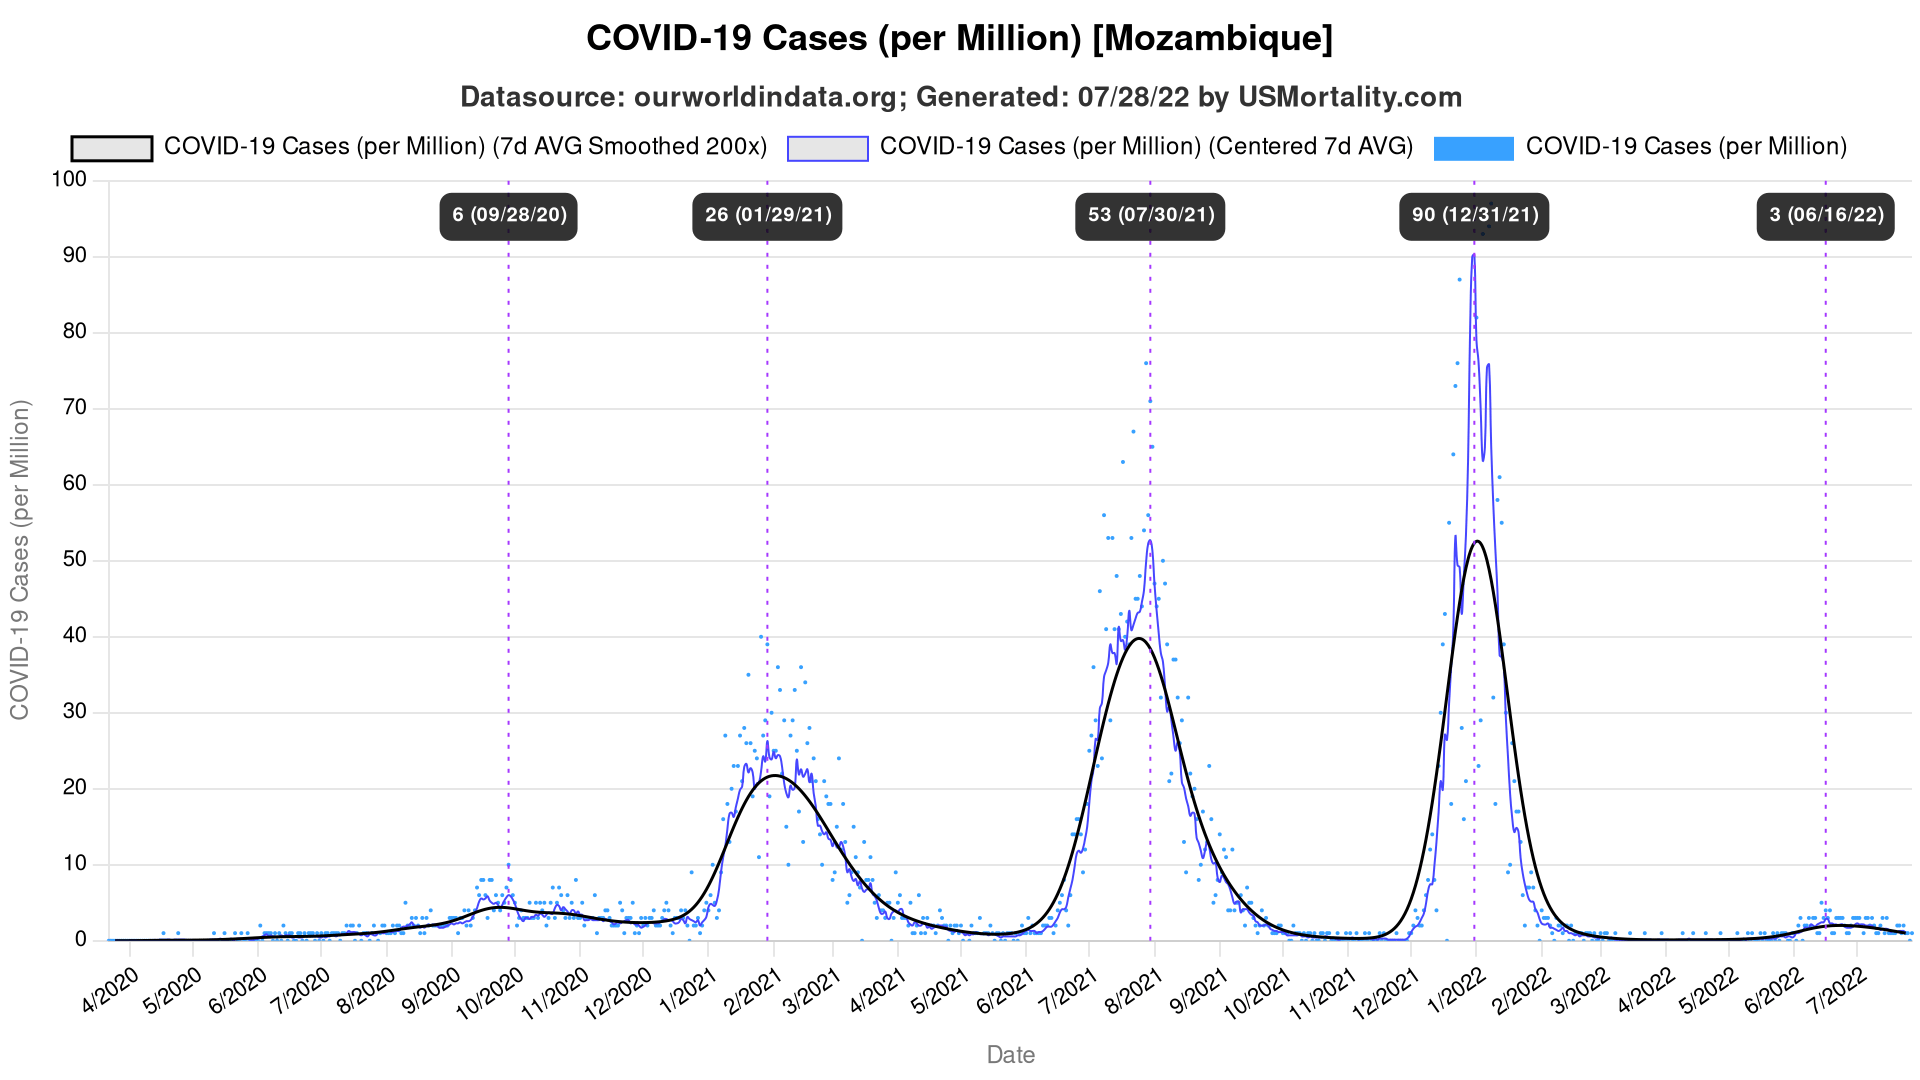 COVID-19 Cases (per Million) [Mozambique]
Datasource: ourworldindata.org; Generated: 07/28/22 by USMortality.com
COVID-19 Cases (per Million) (7d AVG Smoothed 200x) COVID-19 Cases (per Million) (Centered 7d AVG) COVID-19 Cases (per Million)
100
6 (09/28/20) 26 (01/29/21) 53 (07/30/21) 90 (12/31/21) 3 (06/16/22)
90
80
70
60
50
40
30
20
10
0
COVID-19 Cases (per Million)
4/2020 5/2020 6/2020 7/2020 8/2020 9/2020 10/2020 11/2020 12/2020 1/2021 2/2021 3/2021 4/2021 5/2021 6/2021 7/2021 8/2021 9/2021 10/2021 11/2021 12/2021 1/2022 2/2022 3/2022 4/2022 5/2022 6/2022 7/2022
Date